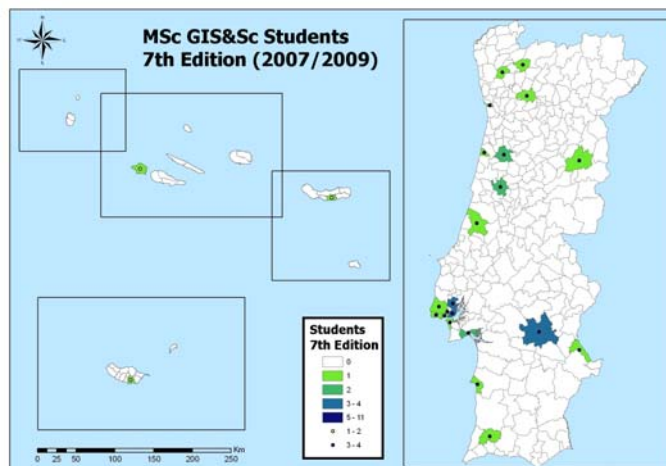 MSc GIS&Sc Students
7th Edition (2007/2009)
Students
7th Edition
0
1
2
3 - 4
5 - 11
1 - 2
3 - 4
Km
0 25 50 100 150 200 250